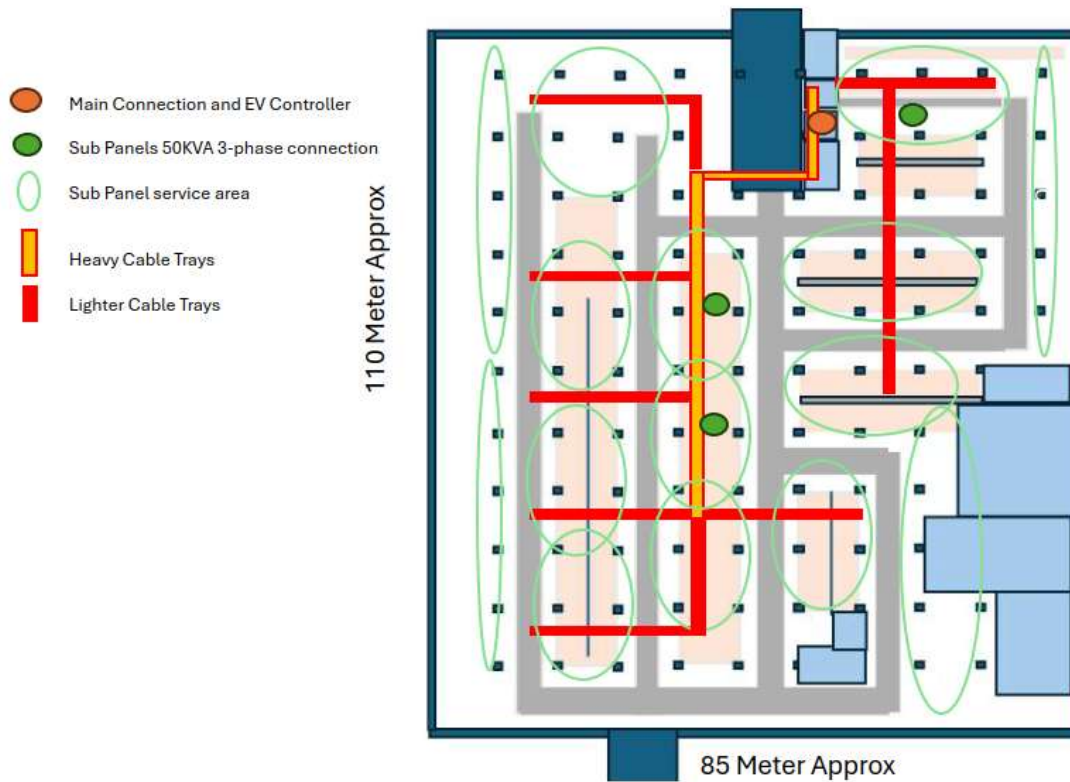 Main Connection and EV Controller
Sub Panels 50KVA 3-phase connection
Sub Panel service area
Heavy Cable Trays
Lighter Cable Trays
110 Meter Approx
85 Meter Approx